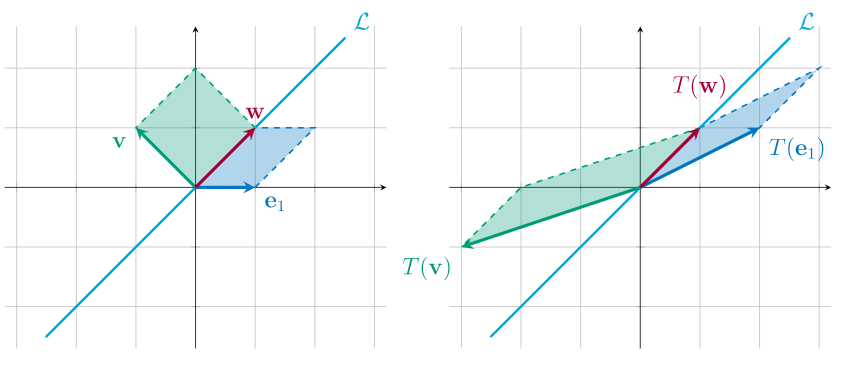 ℒ
w
v
e₁
ℒ
T(w)
T(e₁)
T(v)